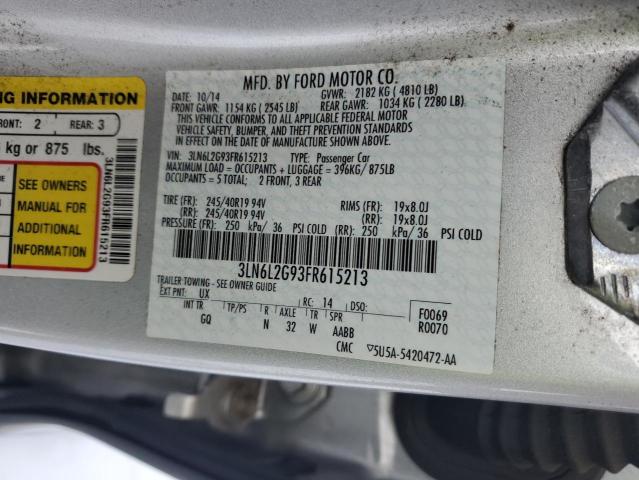 NG INFORMATION
FRONT: 2 REAR: 3
kg or 875 lbs.
SEE OWNERS
MANUAL FOR
ADDITIONAL
INFORMATION
3LN6L2G93FR615213
MFD. BY FORD MOTOR CO.
DATE: 10/14 GVWR: 2182 KG ( 4810 LB)
FRONT GAWR: 1154 KG ( 2545 LB) REAR GAWR: 1034 KG ( 2280 LB)
THIS VEHICLE CONFORMS TO ALL APPLICABLE FEDERAL MOTOR
VEHICLE SAFETY, BUMPER, AND THEFT PREVENTION STANDARDS
IN EFFECT ON THE DATE OF MANUFACTURE SHOWN ABOVE.
VIN: 3LN6L2G93FR615213 TYPE: Passenger Car
MAXIMUM LOAD = OCCUPANTS + LUGGAGE = 396KG/ 875LB
OCCUPANTS = 5 TOTAL; 2 FRONT, 3 REAR
TIRE (FR): 245/40R19 94V RIMS (FR): 19x8.0J
(RR): 245/40R19 94V (RR): 19x8.0J
PRESSURE (FR): 250 kPa/ 36 PSI COLD (RR): 250 kPa/ 36 PSI COLD
3LN6L2G93FR615213
TRAILER TOWING - SEE OWNER GUIDE
EXT PNT: UX RC: 14 DSO:
INT TR TP/PS R AXLE TR SPR F0069
GQ N 32 W AABB R0070
CMC ▽5U5A-5420472-AA